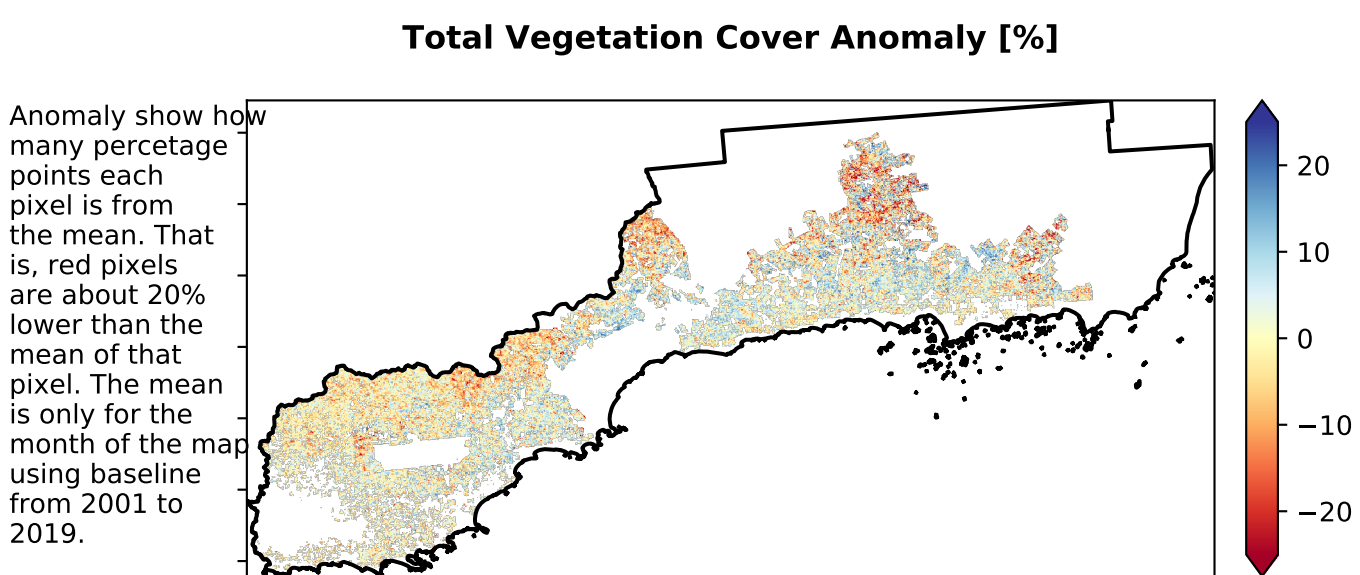 Total Vegetation Cover Anomaly [%]
Anomaly show how
many percetage
points each
pixel is from
the mean. That
is, red pixels
are about 20%
lower than the
mean of that
pixel. The mean
is only for the
month of the map
using baseline
from 2001 to
2019.
20
10
0
−10
−20